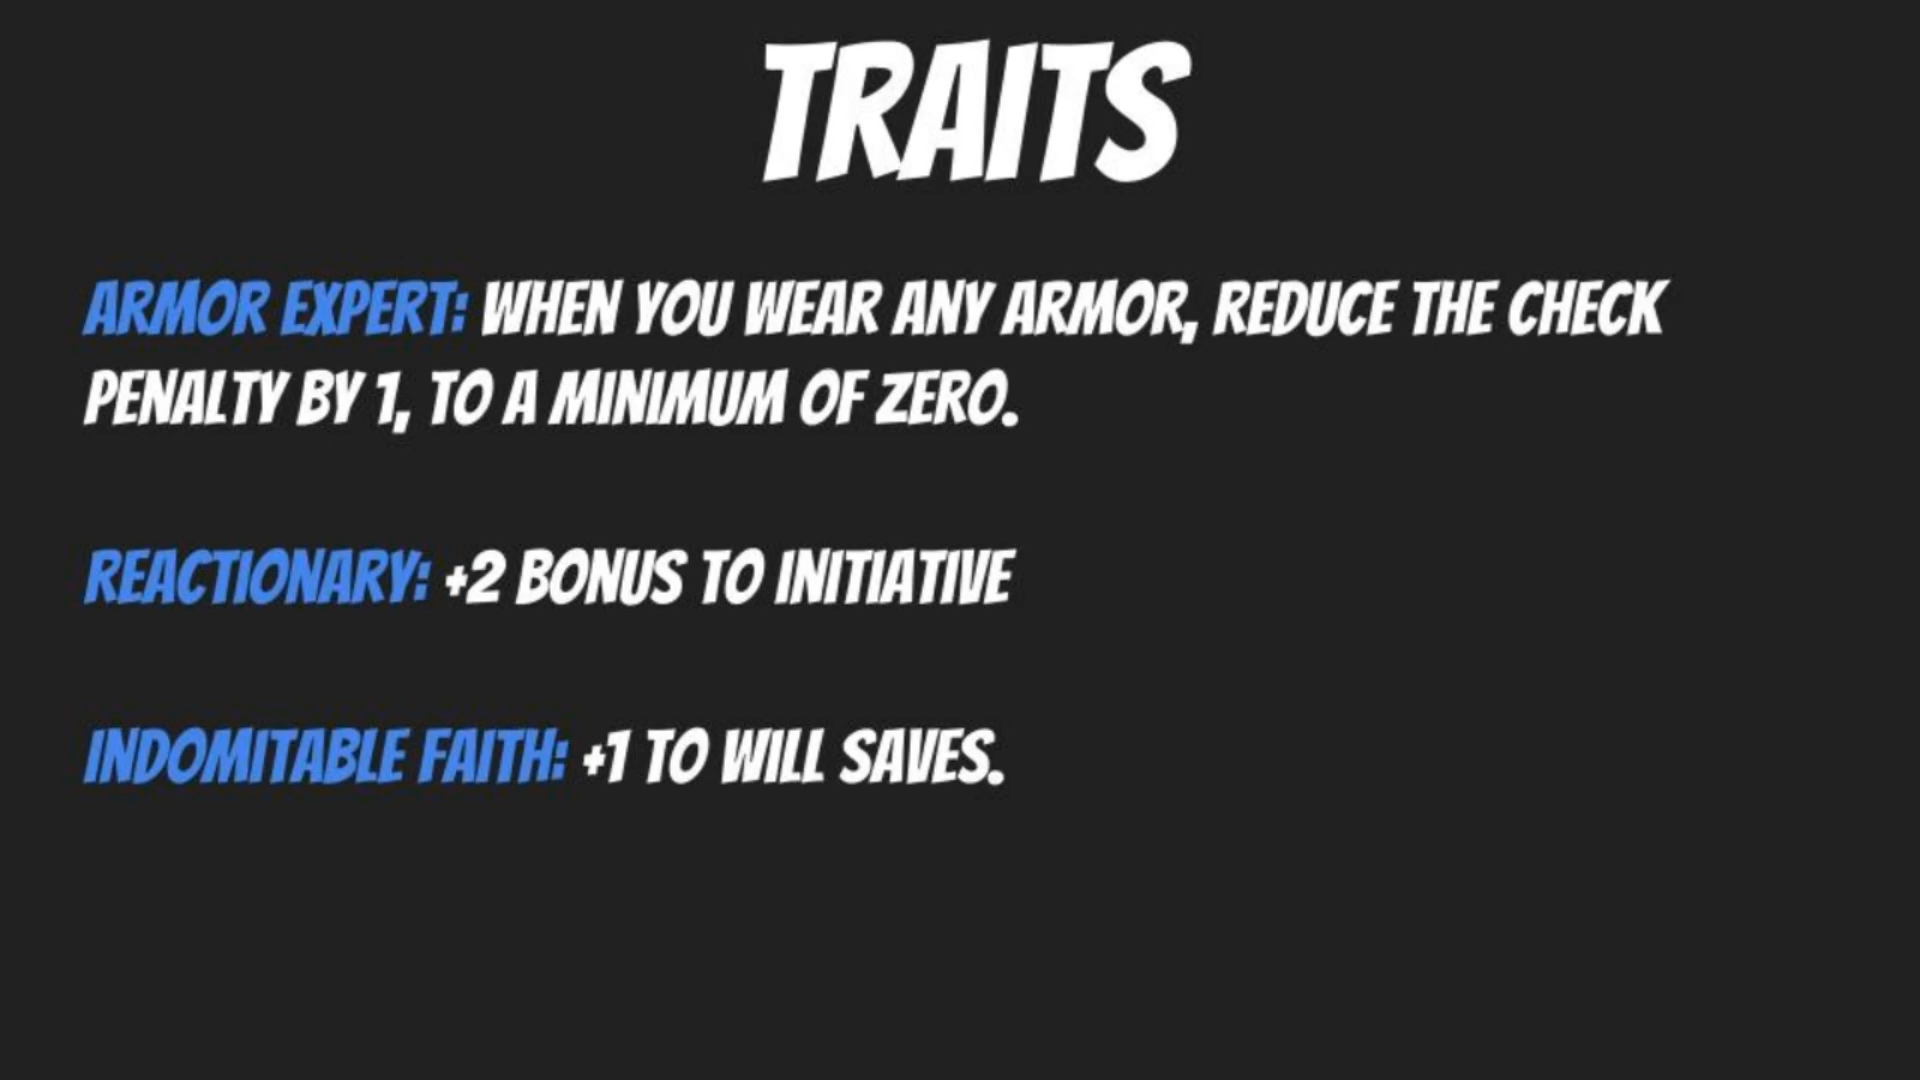 TRAITS
ARMOR EXPERT: WHEN YOU WEAR ANY ARMOR, REDUCE THE CHECK
PENALTY BY 1, TO A MINIMUM OF ZERO.
REACTIONARY: +2 BONUS TO INITIATIVE
INDOMITABLE FAITH: +1 TO WILL SAVES.